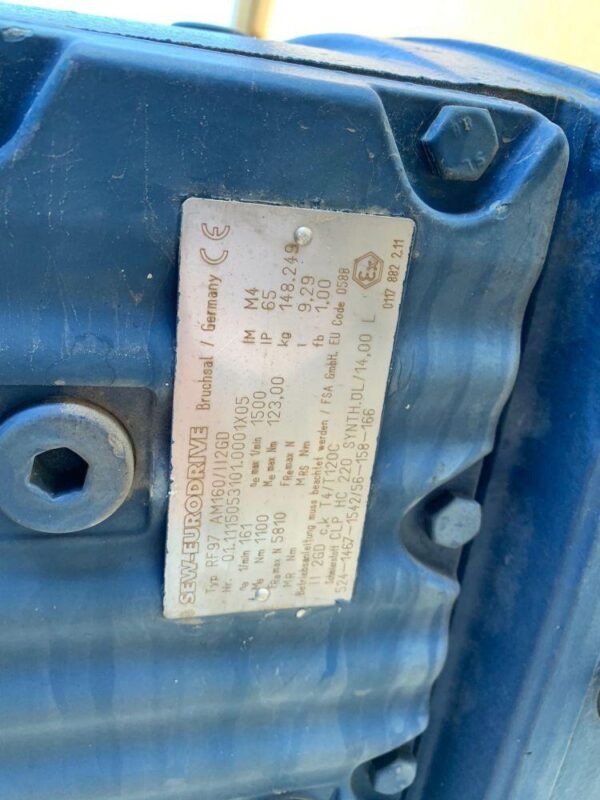 SEW-EURODRIVE Bruchsal / Germany CE
Typ RF97 AM160/II2GD
Nr. 01.1115053101.0001X05
na 1/min 161 ne max 1/min 1500 IM M4
Ma Nm 1100 Me max Nm 123,00 IP 65
FRa max N 5810 FRe max N kg 148.249
MR Nm MRS Nm i 9,29
fb 1,00
Betriebsanleitung muss beachtet werden / FSA GmbH. EU Code 0588
II 2GD c,k T4/T120C
Schmierstoff CLP HC 220 SYNTH.ÖL/14,00 L
524-1467-1542/56-158-166
Ex
0117 882 2.11